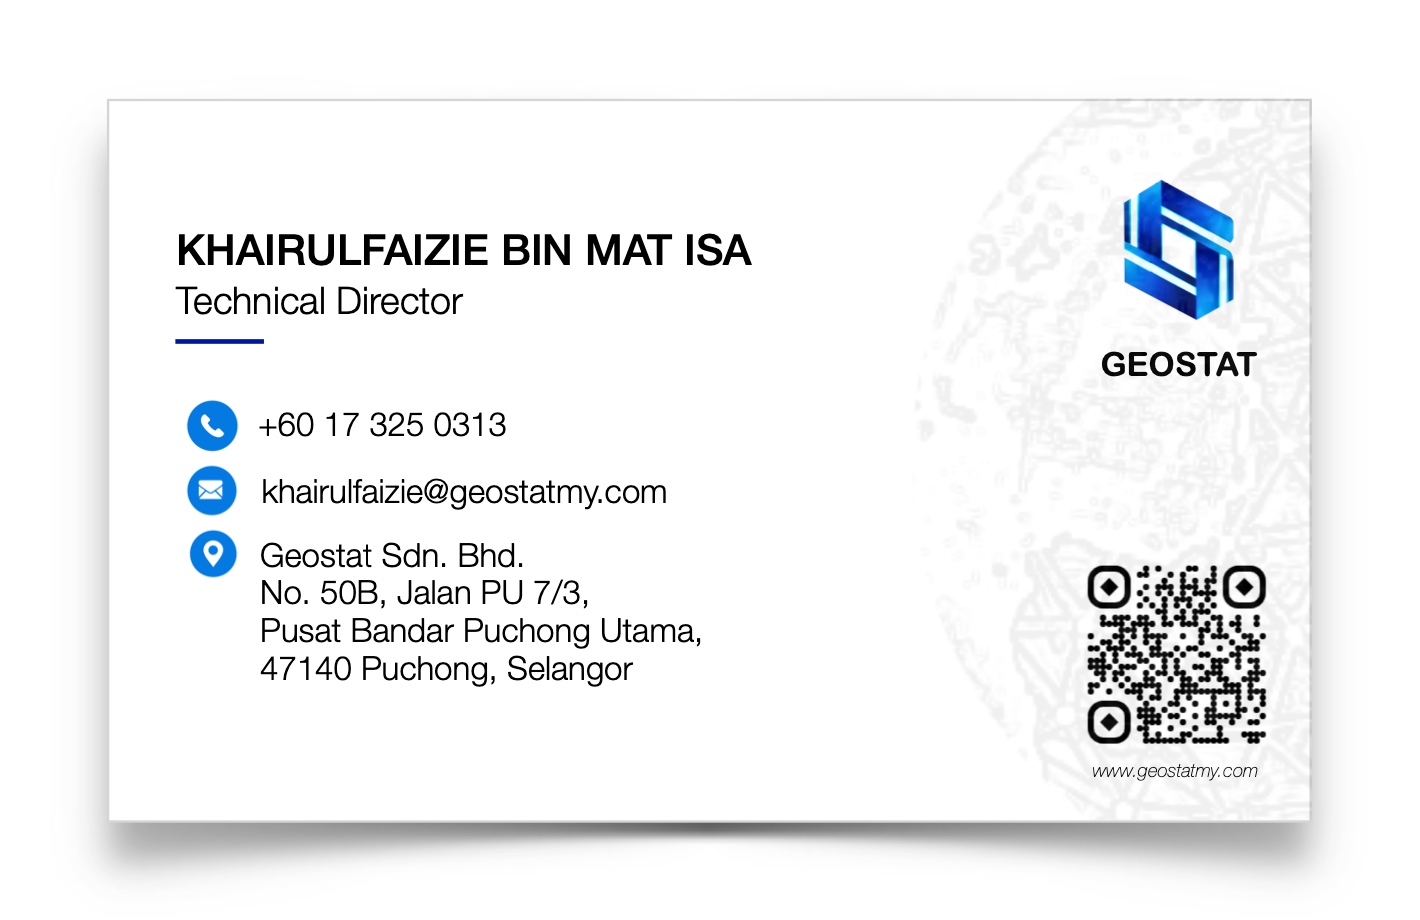 KHAIRULFAIZIE BIN MAT ISA
Technical Director
+60 17 325 0313
khairulfaizie@geostatmy.com
Geostat Sdn. Bhd.
No. 50B, Jalan PU 7/3,
Pusat Bandar Puchong Utama,
47140 Puchong, Selangor
GEOSTAT
www.geostatmy.com